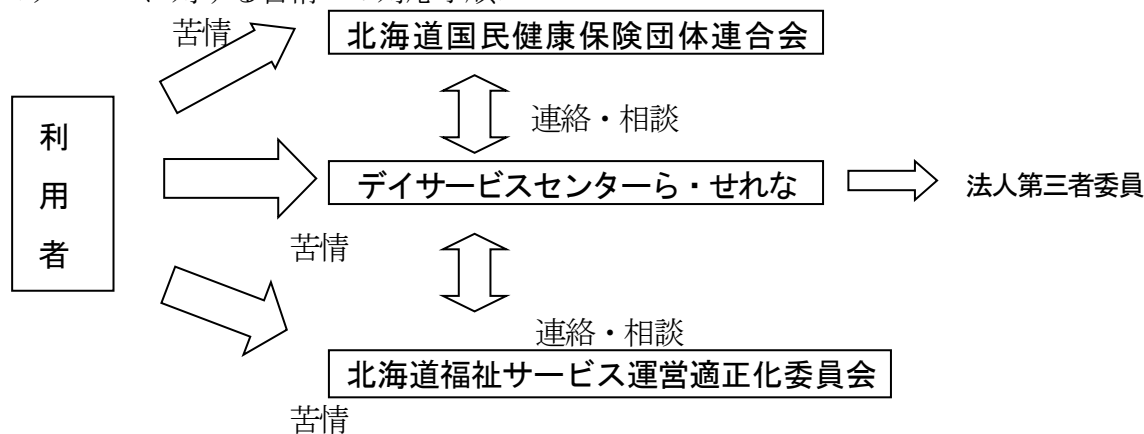 苦情
北海道国民健康保険団体連合会
連絡・相談
利用者
デイサービスセンターら・せれな
法人第三者委員
苦情
連絡・相談
北海道福祉サービス運営適正化委員会
苦情